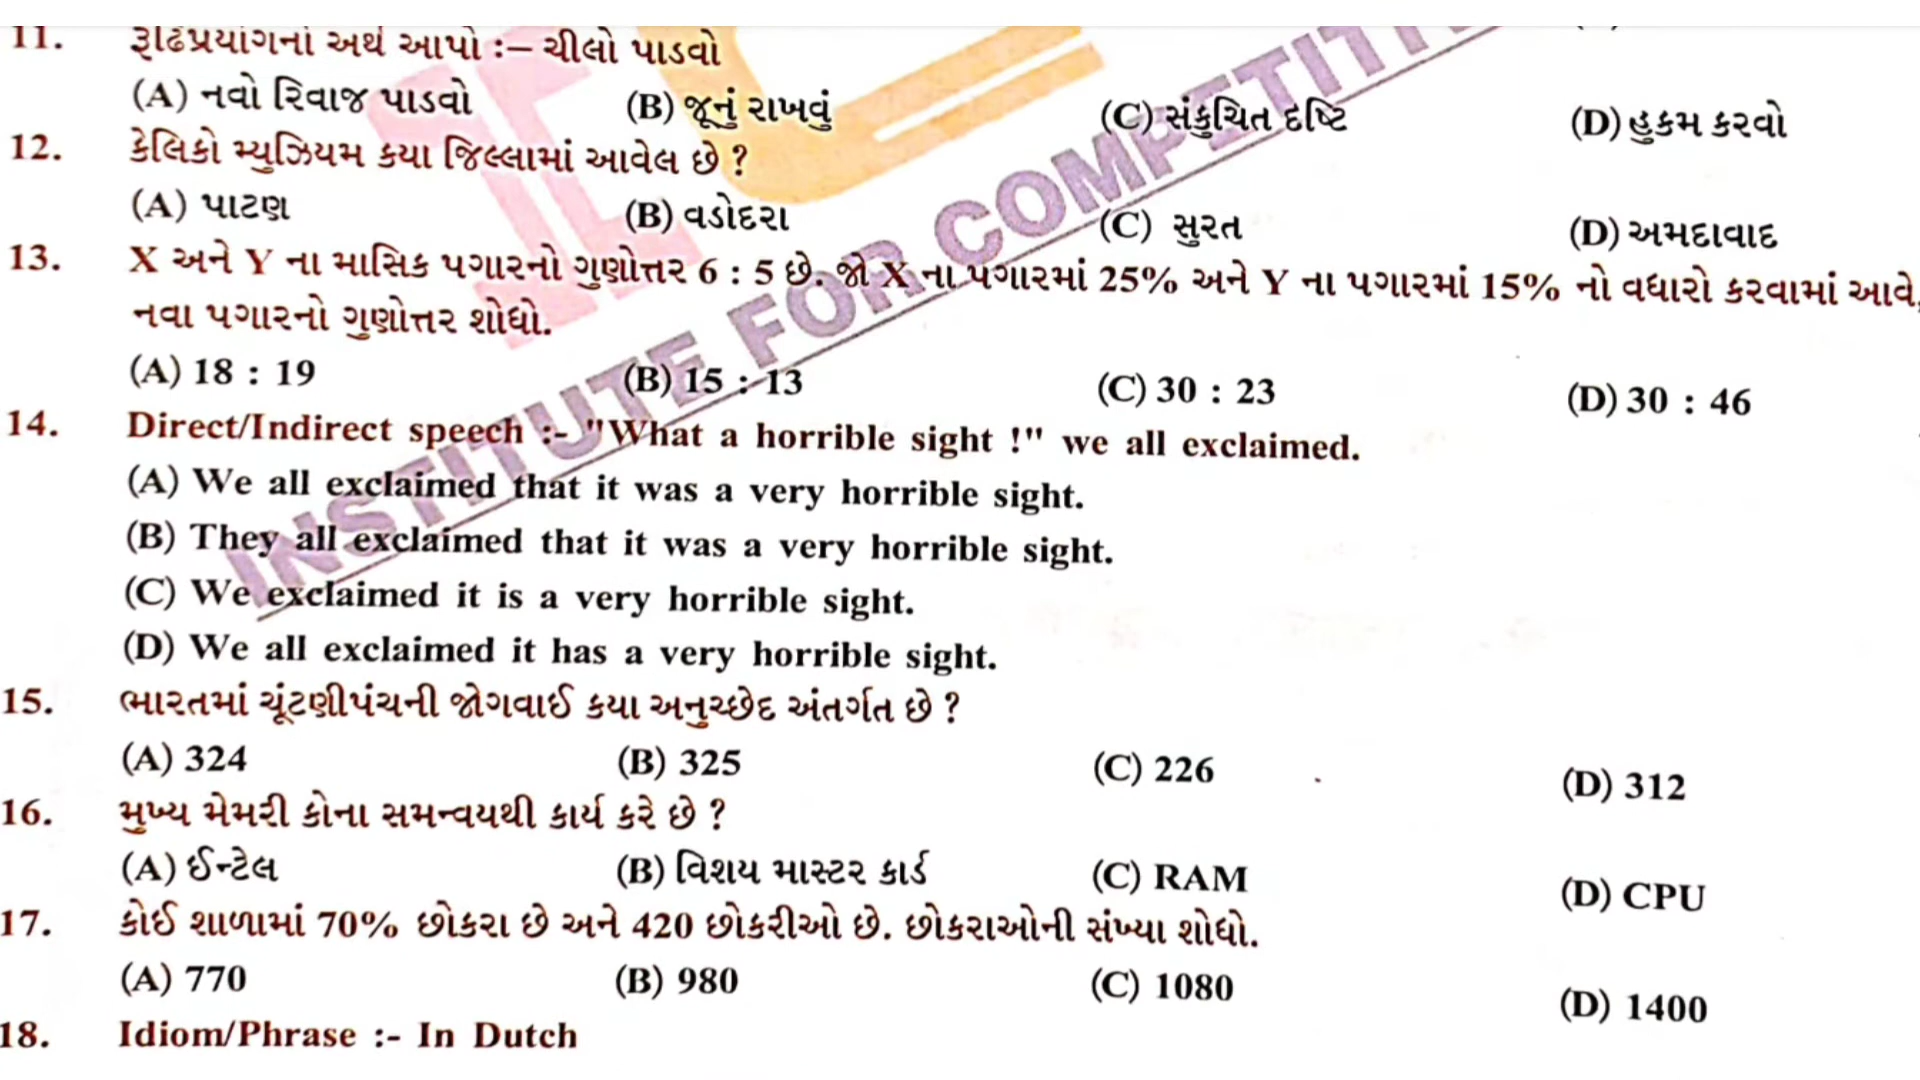 11. રૂઢિપ્રયોગનો અર્થ આપો :– ચીલો પાડવો
(A) નવો રિવાજ પાડવો (B) જૂનું રાખવું (C) સંકુચિત દૃષ્ટિ (D) હુકમ કરવો
12. કેલિકો મ્યુઝિયમ કયા જિલ્લામાં આવેલ છે ?
(A) પાટણ (B) વડોદરા (C) સુરત (D) અમદાવાદ
13. X અને Y ના માસિક પગારનો ગુણોત્તર 6 : 5 છે. જો X ના પગારમાં 25% અને Y ના પગારમાં 15% નો વધારો કરવામાં આવે,
નવા પગારનો ગુણોત્તર શોધો.
(A) 18 : 19 (B) 15 : 13 (C) 30 : 23 (D) 30 : 46
14. Direct/Indirect speech :- "What a horrible sight !" we all exclaimed.
(A) We all exclaimed that it was a very horrible sight.
(B) They all exclaimed that it was a very horrible sight.
(C) We exclaimed it is a very horrible sight.
(D) We all exclaimed it has a very horrible sight.
15. ભારતમાં ચૂંટણીપંચની જોગવાઈ કયા અનુચ્છેદ અંતર્ગત છે ?
(A) 324 (B) 325 (C) 226 (D) 312
16. મુખ્ય મેમરી કોના સમન્વયથી કાર્ય કરે છે ?
(A) ઈન્ટેલ (B) વિશય માસ્ટર કાર્ડ (C) RAM (D) CPU
17. કોઈ શાળામાં 70% છોકરા છે અને 420 છોકરીઓ છે. છોકરાઓની સંખ્યા શોધો.
(A) 770 (B) 980 (C) 1080 (D) 1400
18. Idiom/Phrase :- In Dutch
INSTITUTE FOR